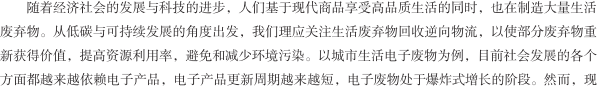 随着经济社会的发展与科技的进步，人们基于现代商品享受高品质生活的同时，也在制造大量生活
废弃物。从低碳与可持续发展的角度出发，我们理应关注生活废弃物回收逆向物流，以使部分废弃物重
新获得价值，提高资源利用率，避免和减少环境污染。以城市生活电子废物为例，目前社会发展的各个
方面都越来越依赖电子产品，电子产品更新周期越来越短，电子废物处于爆炸式增长的阶段。然而，现